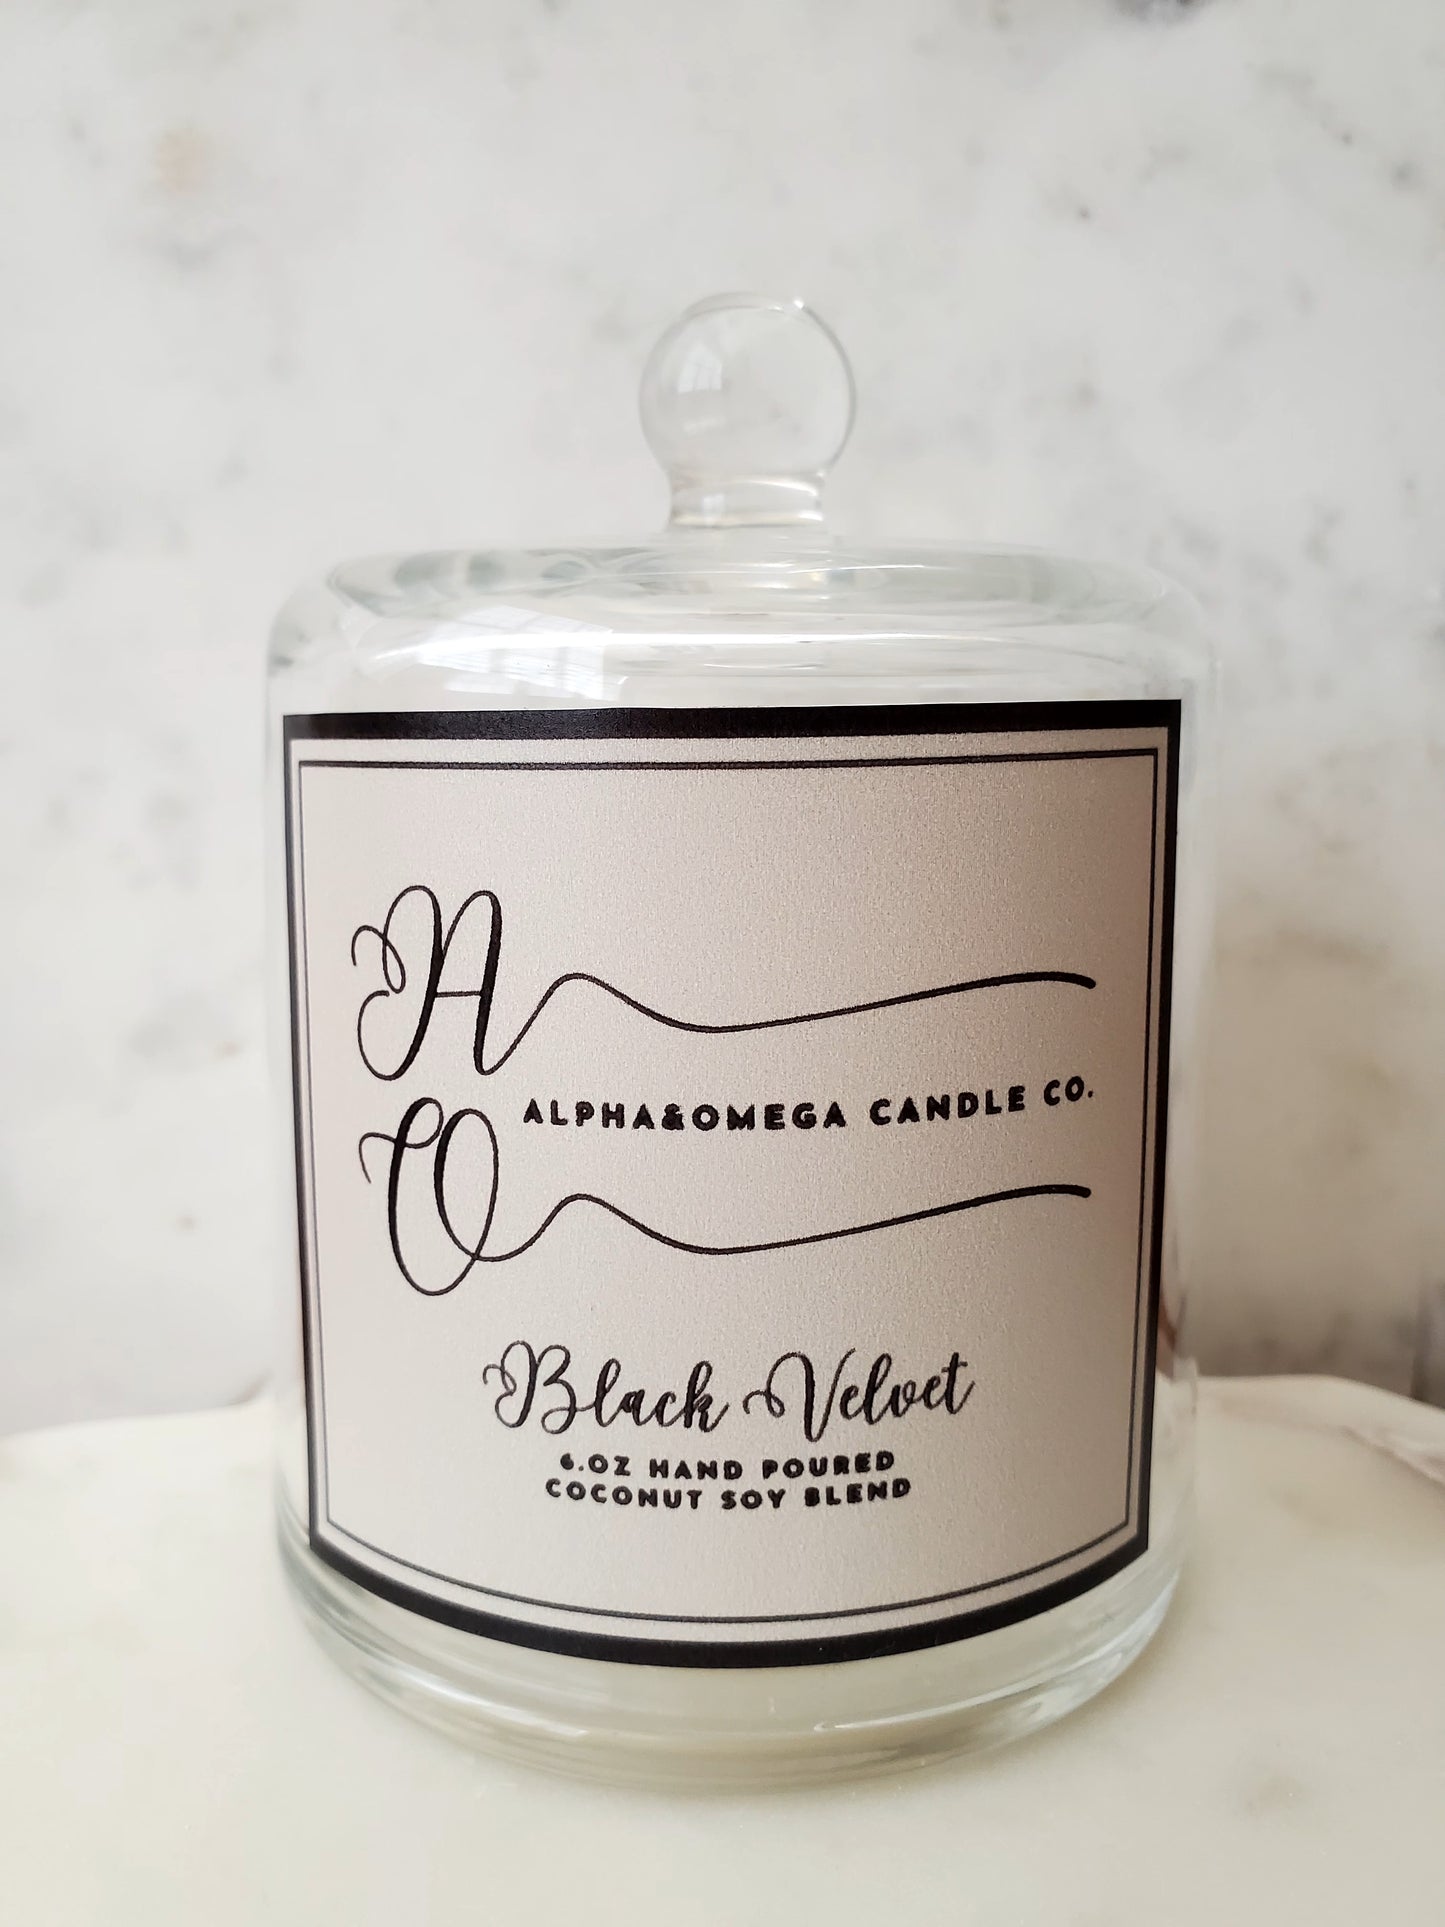 A
ALPHA&OMEGA CANDLE CO.
O
Black Velvet
6.OZ HAND POURED
COCONUT SOY BLEND